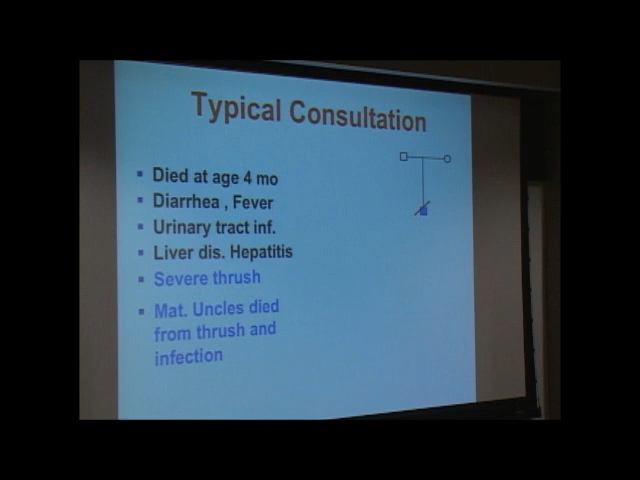 Typical Consultation
Died at age 4 mo
Diarrhea , Fever
Urinary tract inf.
Liver dis. Hepatitis
Severe thrush
Mat. Uncles died
from thrush and
infection